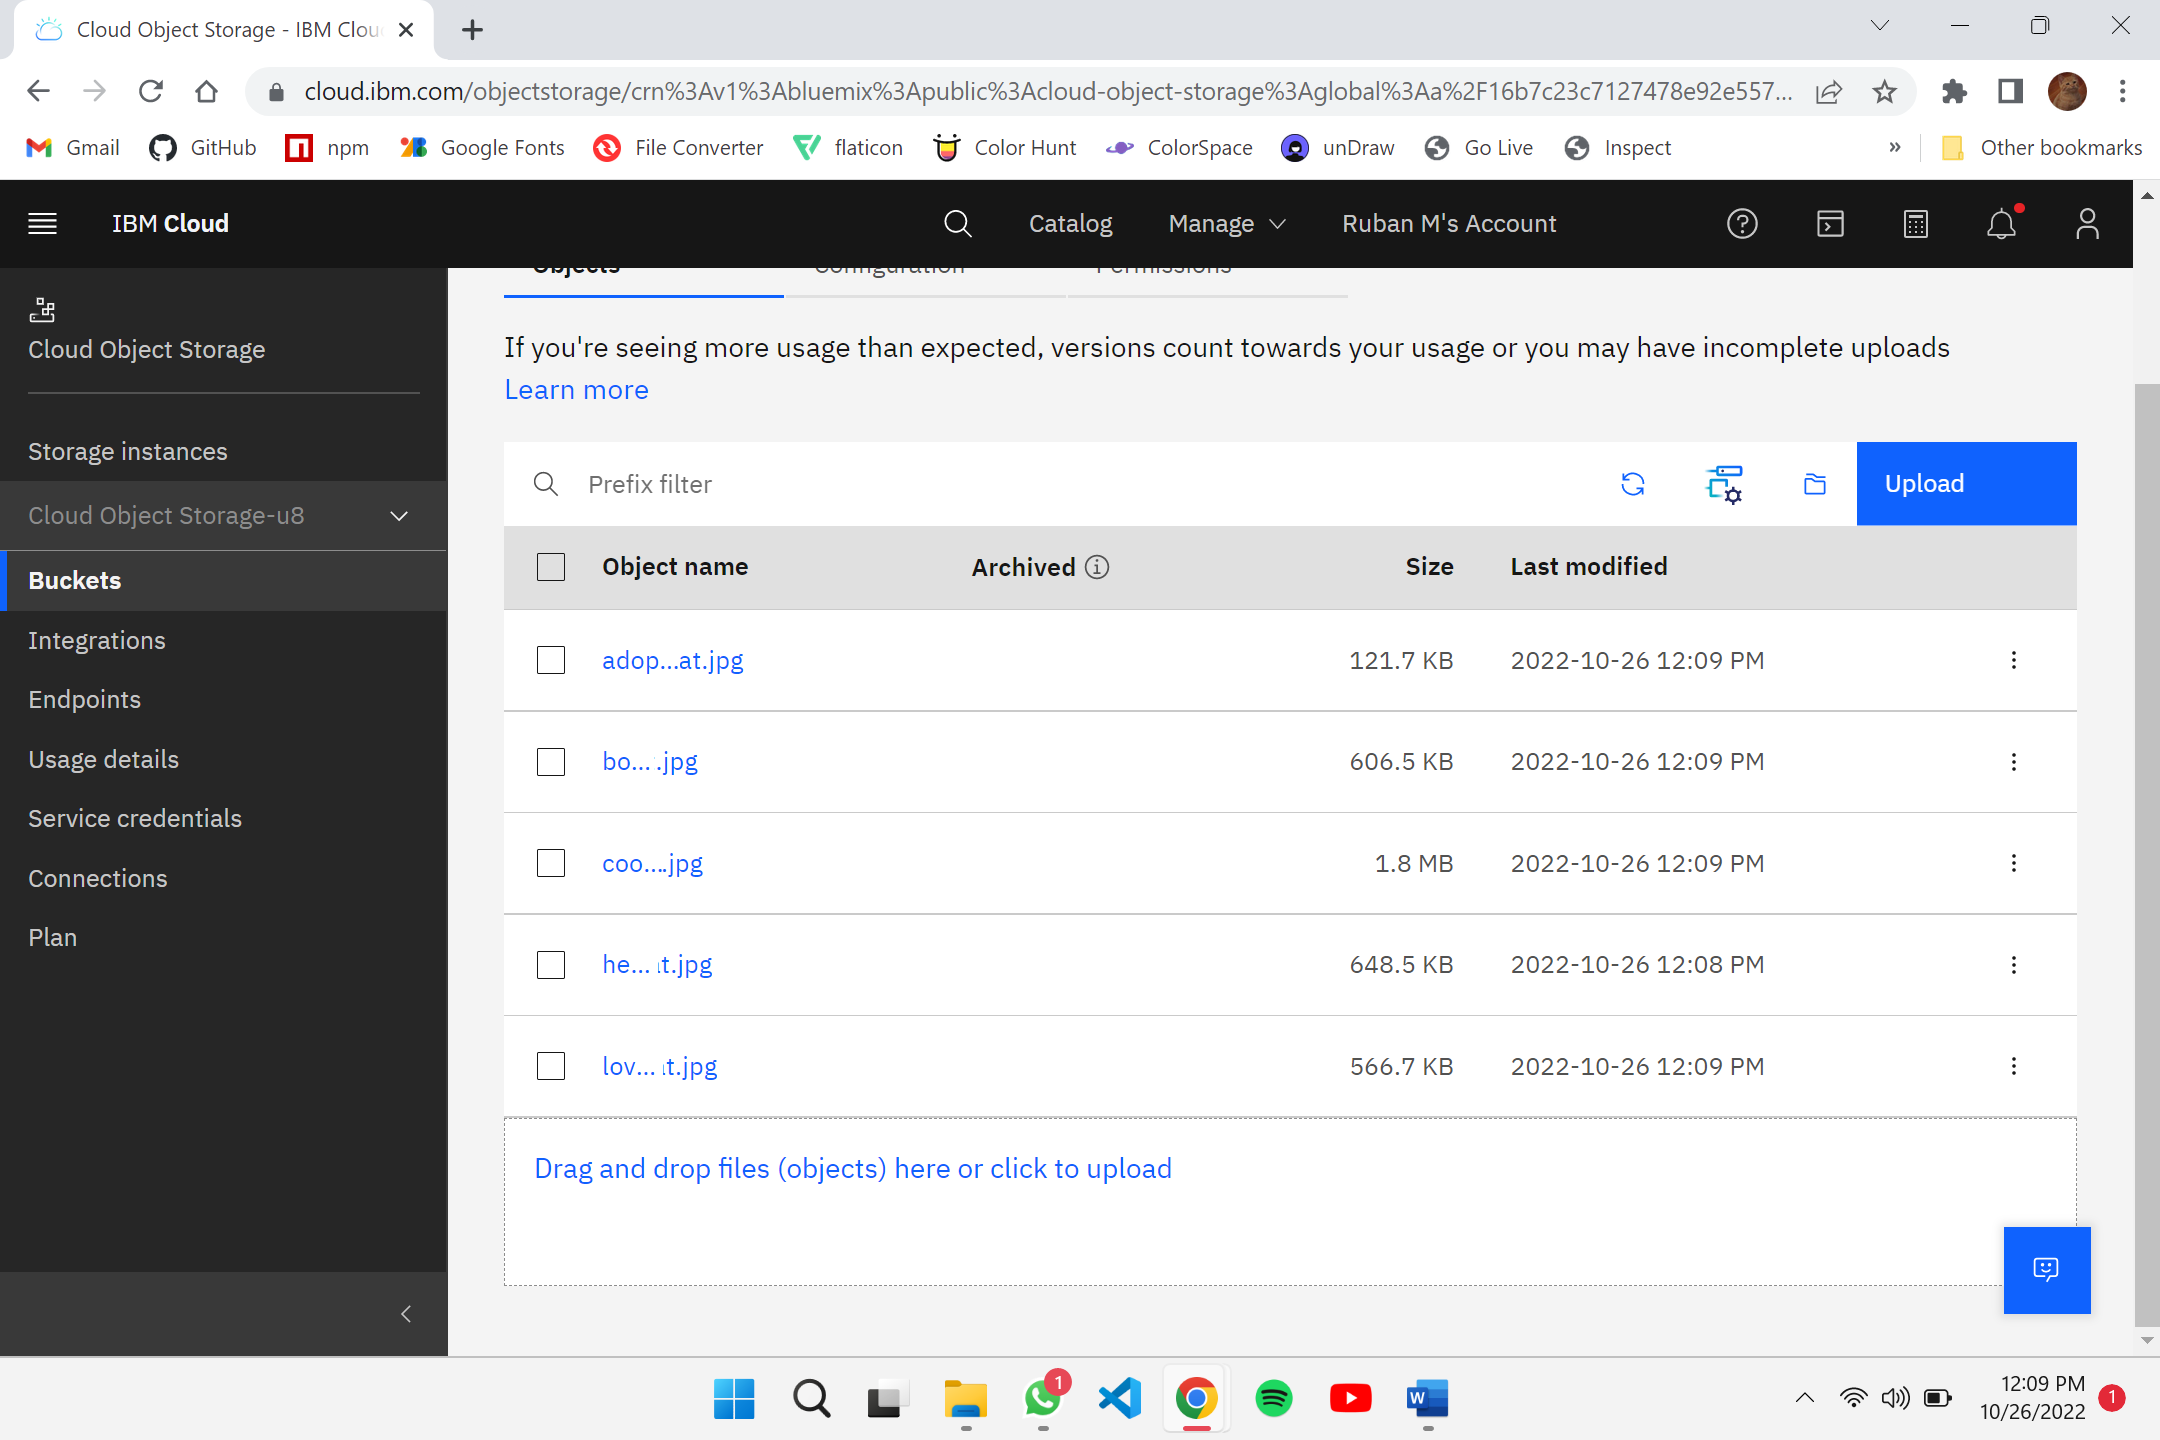 Cloud Object Storage - IBM Clou
cloud.ibm.com/objectstorage/crn%3Av1%3Abluemix%3Apublic%3Acloud-object-storage%3Aglobal%3Aa%2F16b7c23c7127478e92e557...
Gmail GitHub npm Google Fonts File Converter flaticon Color Hunt ColorSpace unDraw Go Live Inspect » Other bookmarks
IBM Cloud Catalog Manage Ruban M's Account
Objects Configuration Permissions
Cloud Object Storage
Storage instances
Cloud Object Storage-u8
Buckets
Integrations
Endpoints
Usage details
Service credentials
Connections
Plan
If you're seeing more usage than expected, versions count towards your usage or you may have incomplete uploads
Learn more
Prefix filter Upload
Object name Archived Size Last modified
adop...at.jpg 121.7 KB 2022-10-26 12:09 PM
bo... .jpg 606.5 KB 2022-10-26 12:09 PM
coo....jpg 1.8 MB 2022-10-26 12:09 PM
he... t.jpg 648.5 KB 2022-10-26 12:08 PM
lov... t.jpg 566.7 KB 2022-10-26 12:09 PM
Drag and drop files (objects) here or click to upload
1
W
12:09 PM
10/26/2022
1